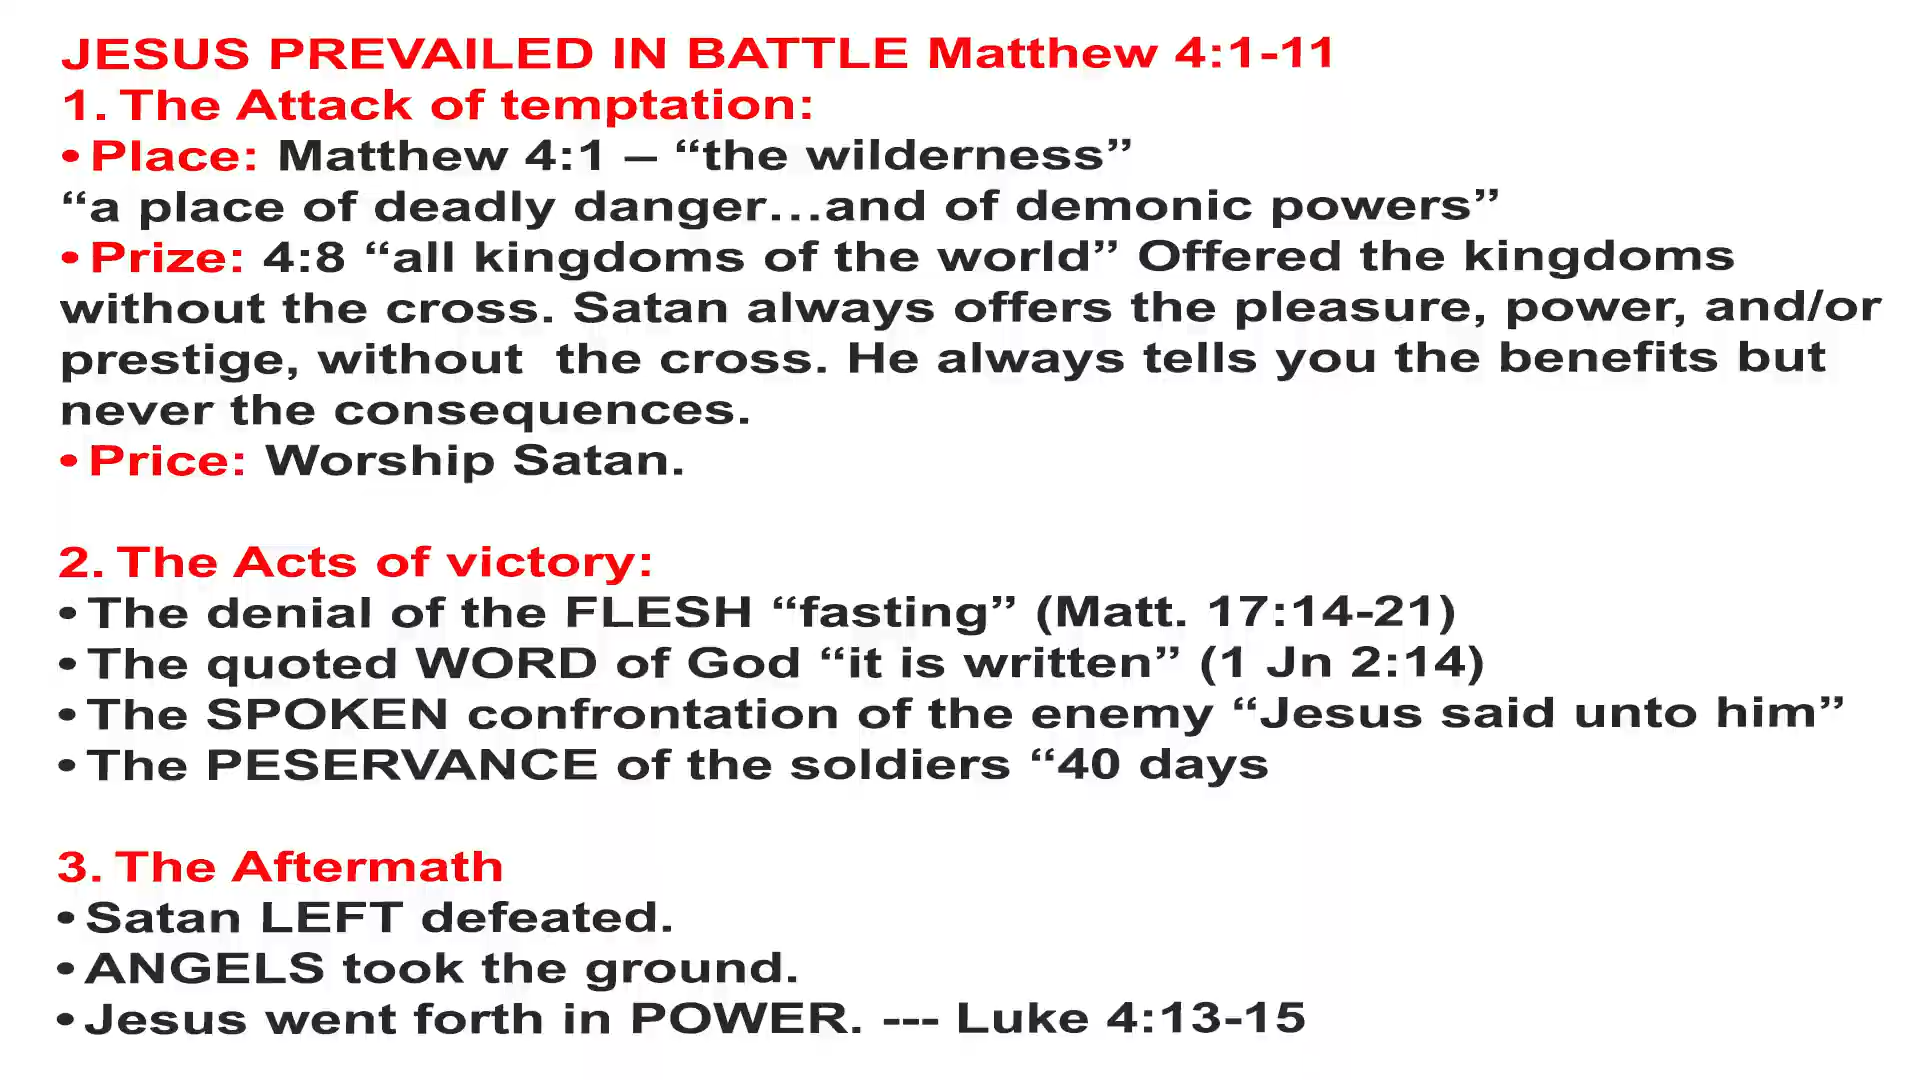 JESUS PREVAILED IN BATTLE Matthew 4:1-11
1. The Attack of temptation:
• Place: Matthew 4:1 – “the wilderness”
“a place of deadly danger…and of demonic powers”
• Prize: 4:8 “all kingdoms of the world” Offered the kingdoms
without the cross. Satan always offers the pleasure, power, and/or
prestige, without  the cross. He always tells you the benefits but
never the consequences.
• Price: Worship Satan.
2. The Acts of victory:
• The denial of the FLESH “fasting” (Matt. 17:14-21)
• The quoted WORD of God “it is written” (1 Jn 2:14)
• The SPOKEN confrontation of the enemy “Jesus said unto him”
• The PESERVANCE of the soldiers “40 days
3. The Aftermath
• Satan LEFT defeated.
• ANGELS took the ground.
• Jesus went forth in POWER. --- Luke 4:13-15